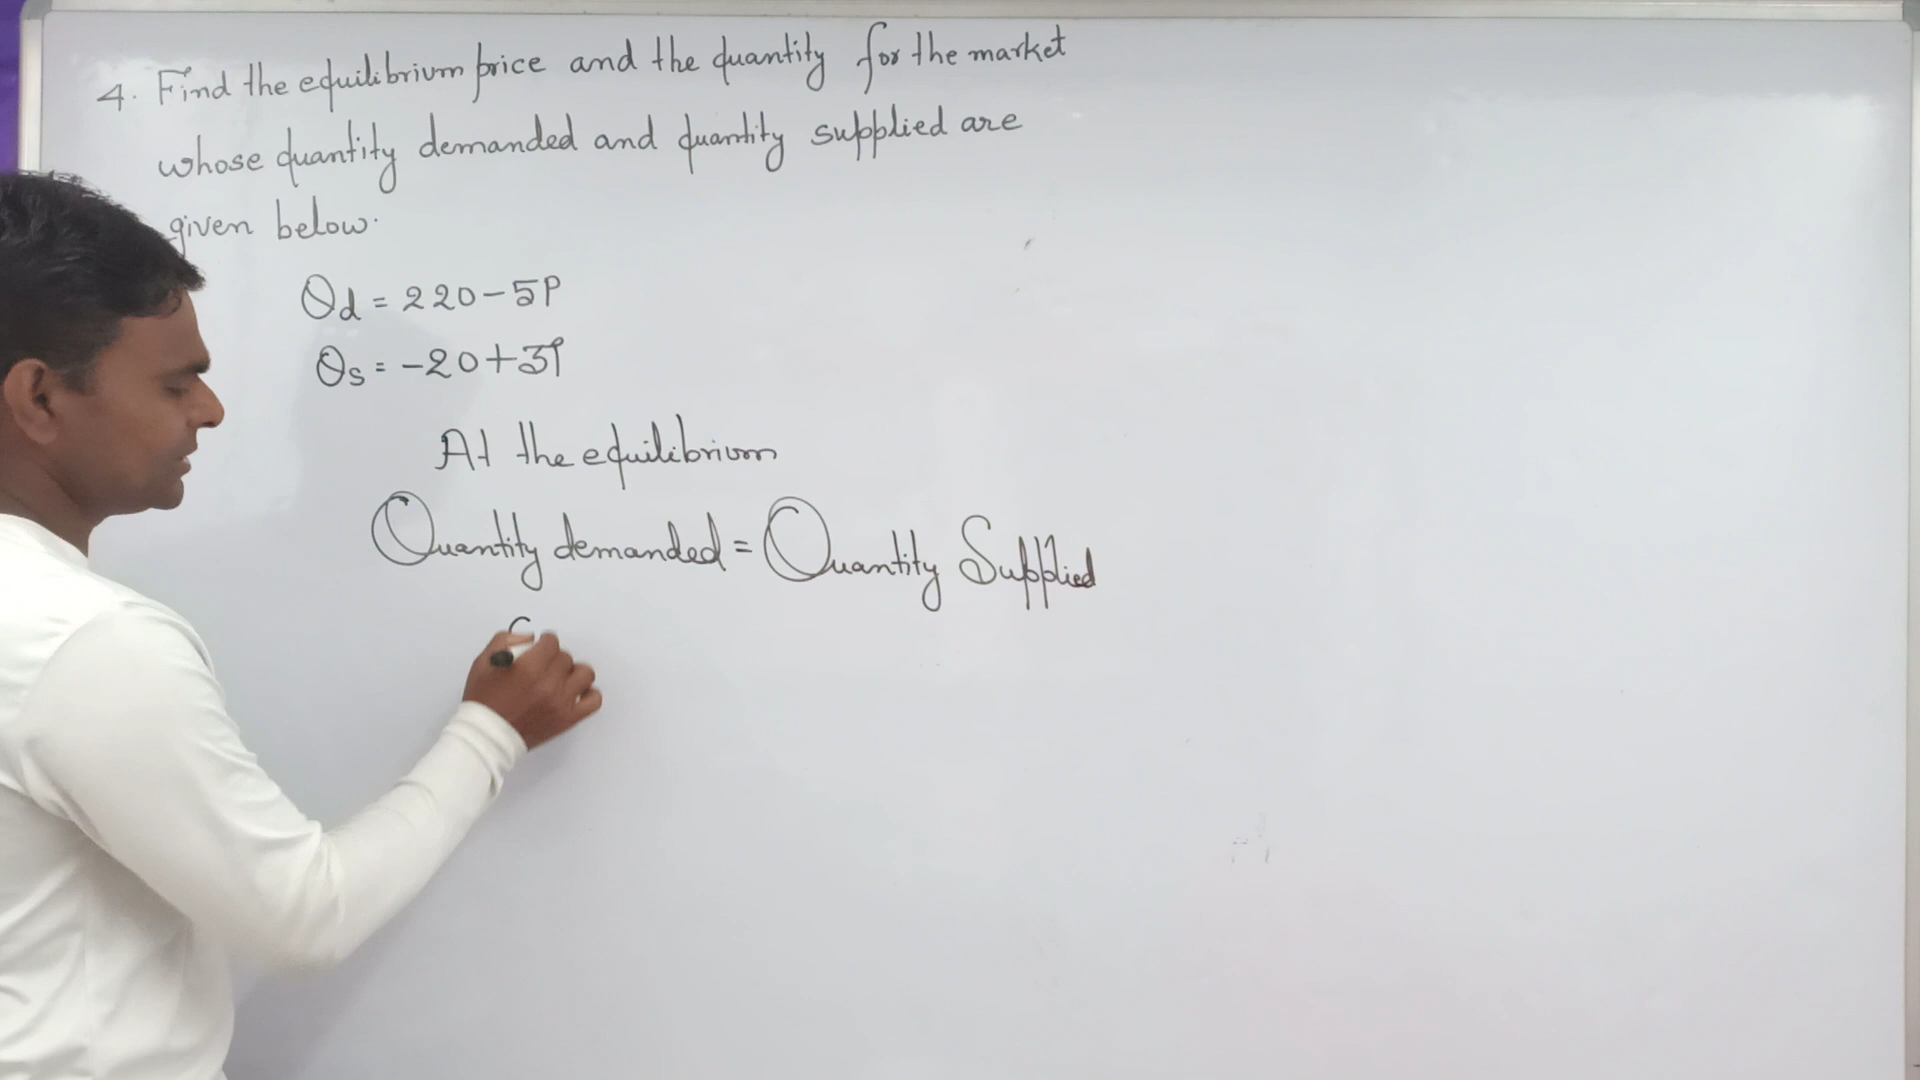 4. Find the equilibrium price and the quantity for the market
whose quantity demanded and quantity supplied are
given below.
Qd = 220-5P
Qs = -20+3P
At the equilibrium
Quantity demanded = Quantity Supplied